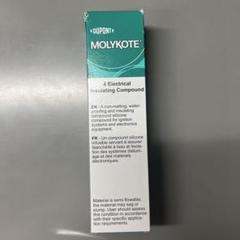 DUPONT
MOLYKOTE
4 Electrical
Insulating Compound
EN - A non-melting, water-
proofing and insulating
compound silicone
compound for ignition
systems and electronics
equipment.
FR - Un compound silicone
infusible servant à assurer
l'étanchéité à l'eau et l'isola-
tion des systèmes d'allum-
age et des matériels
électroniques.
Material is semi-flowable,
the material may sag or
slump. User should assess
the condition in accordance
with their specific applica-
tion requirements.